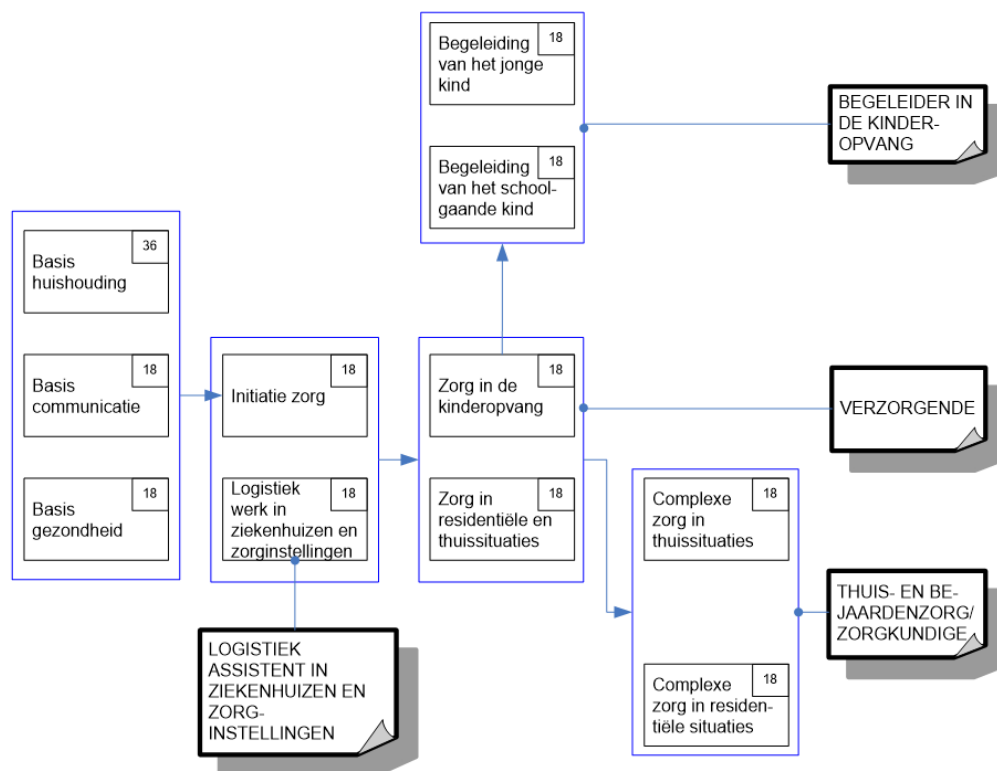 18
Begeleiding
van het jonge
kind
18
Begeleiding
van het school-
gaande kind
BEGELEIDER IN
DE KINDER-
OPVANG
36
Basis
huishouding
18
Basis
communicatie
18
Basis
gezondheid
18
Initiatie zorg
18
Logistiek
werk in
ziekenhuizen en
zorginstellingen
18
Zorg in de
kinderopvang
18
Zorg in
residentiële en
thuissituaties
VERZORGENDE
18
Complexe
zorg in
thuissituaties
18
Complexe
zorg in residen-
tiële situaties
THUIS- EN BE-
JAARDENZORG/
ZORGKUNDIGE
LOGISTIEK
ASSISTENT IN
ZIEKENHUIZEN EN
ZORG-
INSTELLINGEN